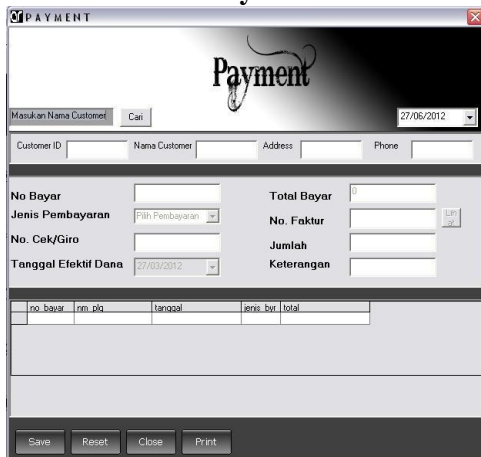 PAYMENT
Payment
Masukan Nama Customer Cari 27/06/2012
Customer ID Nama Customer Address Phone
No Bayar Total Bayar 0
Jenis Pembayaran Pilih Pembayaran No. Faktur
No. Cek/Giro Jumlah
Tanggal Efektif Dana 27/03/2012 Keterangan
no_bayar nm_plg tanggal jenis_byr total
Save Reset Close Print